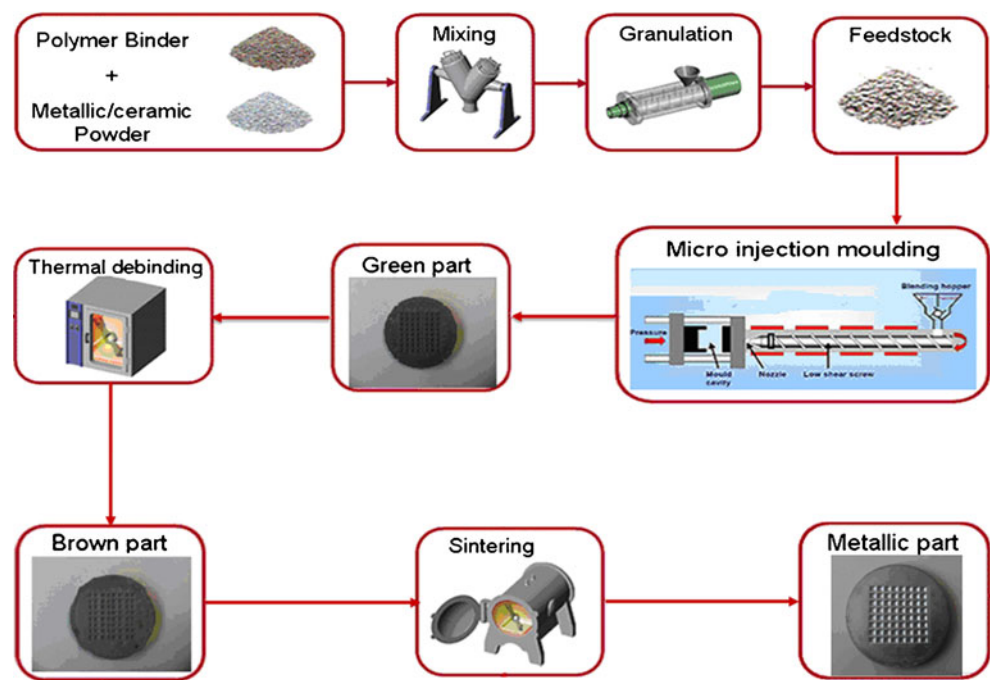 Polymer Binder
+
Metallic/ceramic
Powder
Mixing
Granulation
Feedstock
Micro injection moulding
Blending hopper
Pressure
Mould
cavity
Nozzle
Low shear screw
Green part
Thermal debinding
Brown part
Sintering
Metallic part